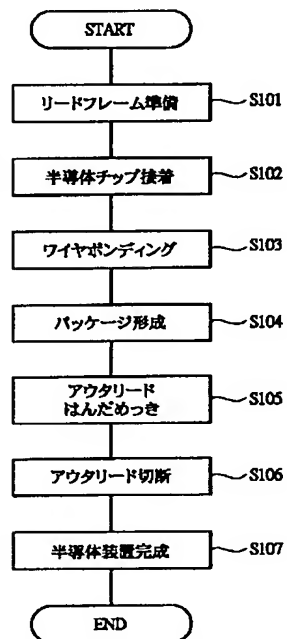 START
リードフレーム準備
S101
半導体チップ接着
S102
ワイヤボンディング
S103
パッケージ形成
S104
アウタリード
はんだめっき
S105
アウタリード切断
S106
半導体装置完成
S107
END